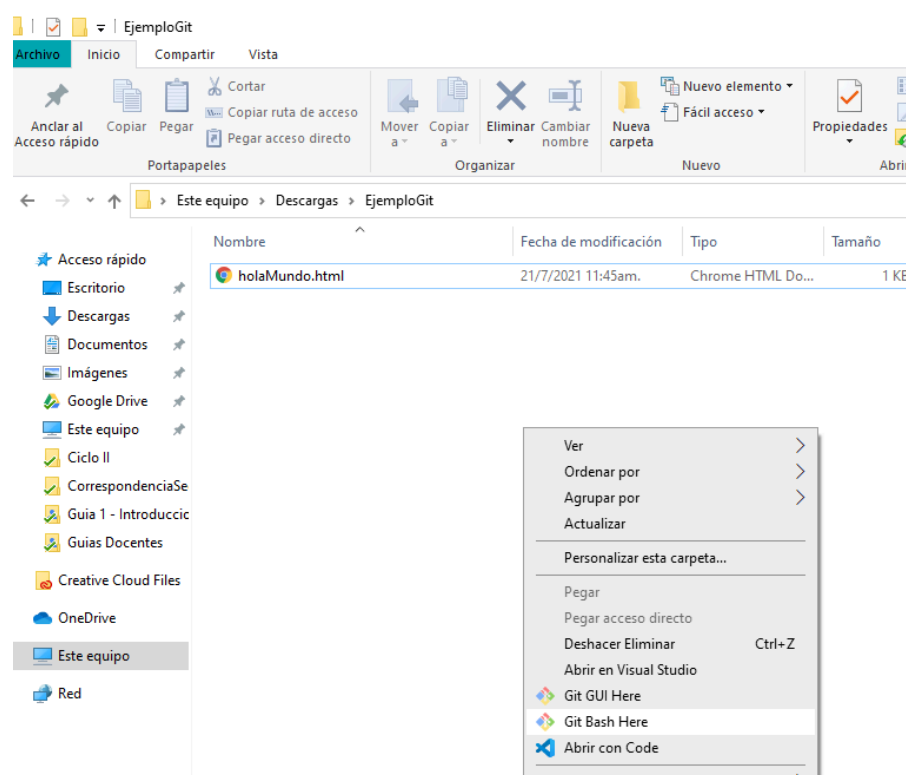 EjemploGit
Archivo Inicio Compartir Vista
Cortar
Copiar ruta de acceso
Pegar acceso directo
Anclar al Acceso rápido
Copiar
Pegar
Portapapeles
Mover a
Copiar a
Eliminar
Cambiar nombre
Organizar
Nueva carpeta
Nuevo elemento
Fácil acceso
Nuevo
Propiedades
Este equipo > Descargas > EjemploGit
Nombre Fecha de modificación Tipo Tamaño
holaMundo.html 21/7/2021 11:45am. Chrome HTML Do... 1 KB
Acceso rápido
Escritorio
Descargas
Documentos
Imágenes
Google Drive
Este equipo
Ciclo II
CorrespondenciaSe
Guia 1 - Introduccic
Guias Docentes
Creative Cloud Files
OneDrive
Este equipo
Red
Ver
Ordenar por
Agrupar por
Actualizar
Personalizar esta carpeta...
Pegar
Pegar acceso directo
Deshacer Eliminar Ctrl+Z
Abrir en Visual Studio
Git GUI Here
Git Bash Here
Abrir con Code